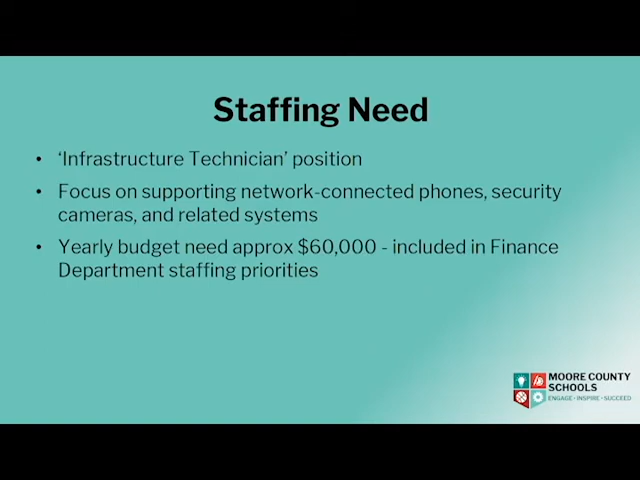 Staffing Need
• ‘Infrastructure Technician’ position
• Focus on supporting network-connected phones, security
cameras, and related systems
• Yearly budget need approx $60,000 - included in Finance
Department staffing priorities
MOORE COUNTY
SCHOOLS
ENGAGE • INSPIRE • SUCCEED